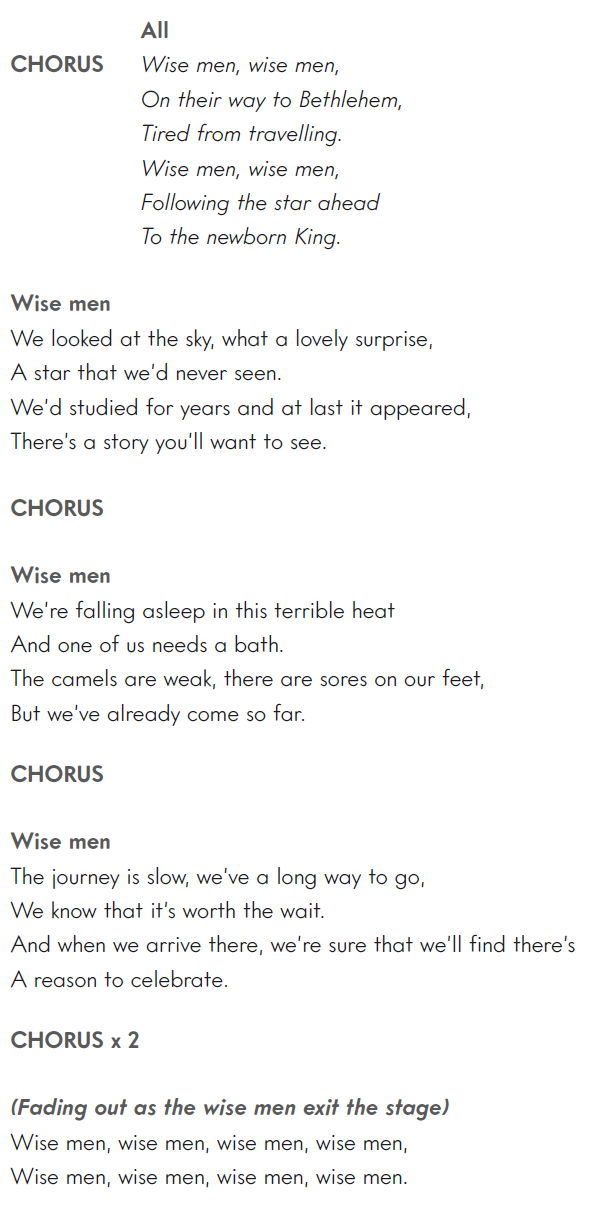 All
CHORUS Wise men, wise men,
On their way to Bethlehem,
Tired from travelling.
Wise men, wise men,
Following the star ahead
To the newborn King.
Wise men
We looked at the sky, what a lovely surprise,
A star that we'd never seen.
We'd studied for years and at last it appeared,
There's a story you'll want to see.
CHORUS
Wise men
We're falling asleep in this terrible heat
And one of us needs a bath.
The camels are weak, there are sores on our feet,
But we've already come so far.
CHORUS
Wise men
The journey is slow, we've a long way to go,
We know that it's worth the wait.
And when we arrive there, we're sure that we'll find there's
A reason to celebrate.
CHORUS x 2
(Fading out as the wise men exit the stage)
Wise men, wise men, wise men, wise men,
Wise men, wise men, wise men, wise men.